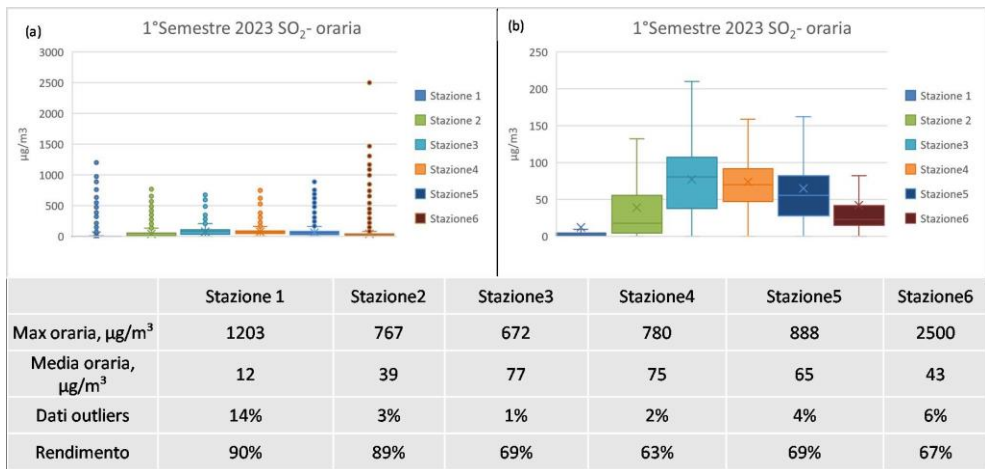 (a)
1°Semestre 2023 SO₂- oraria
3000
2500
2000
1500
1000
500
0
µg/m3
Stazione 1
Stazione 2
Stazione3
Stazione4
Stazione5
Stazione6
(b)
1°Semestre 2023 SO₂- oraria
250
200
150
100
50
0
µg/m3
Stazione 1
Stazione 2
Stazione3
Stazione4
Stazione5
Stazione6
Stazione 1 Stazione2 Stazione3 Stazione4 Stazione5 Stazione6
Max oraria, µg/m³ 1203 767 672 780 888 2500
Media oraria,
µg/m³ 12 39 77 75 65 43
Dati outliers 14% 3% 1% 2% 4% 6%
Rendimento 90% 89% 69% 63% 69% 67%